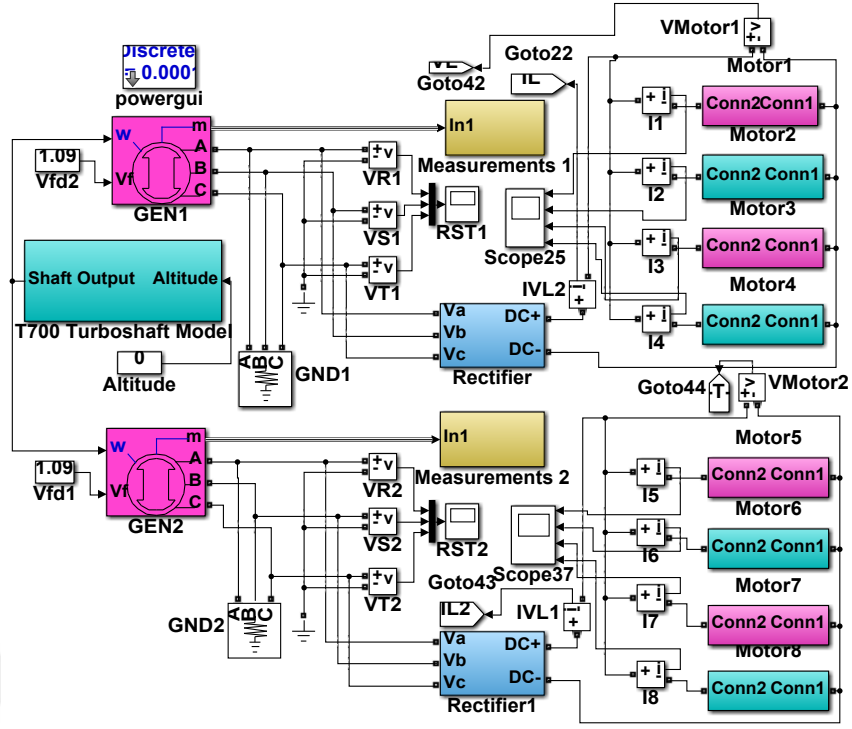 Discrete
= 0.0001
powergui
Goto42
Goto22
IL
VMotor1
+ - v
Motor1
w
m
A
Vf
B
C
GEN1
1.09
Vfd2
In1
Measurements 1
+ - v
VR1
+ - v
VS1
+ - v
VT1
RST1
Scope25
+ i -
I1
Conn2Conn1
Motor2
+ i -
I2
Conn2 Conn1
Motor3
+ i -
I3
Conn2 Conn1
Motor4
+ i -
I4
Conn2 Conn1
Shaft Output
Altitude
T700 Turboshaft Model
0
Altitude
A
B
C
GND1
IVL2
i - +
Va
DC+
Vb
Vc
DC-
Rectifier
Goto44
VMotor2
+ - v
Motor5
w
m
A
Vf
B
C
GEN2
1.09
Vfd1
In1
Measurements 2
+ - v
VR2
+ - v
VS2
+ - v
VT2
RST2
Scope37
+ i -
I5
Conn2 Conn1
Motor6
+ i -
I6
Conn2 Conn1
Motor7
+ i -
I7
Conn2 Conn1
Motor8
+ i -
I8
Conn2 Conn1
A
B
C
GND2
Goto43
IL2
IVL1
i - +
Va
DC+
Vb
Vc
DC-
Rectifier1